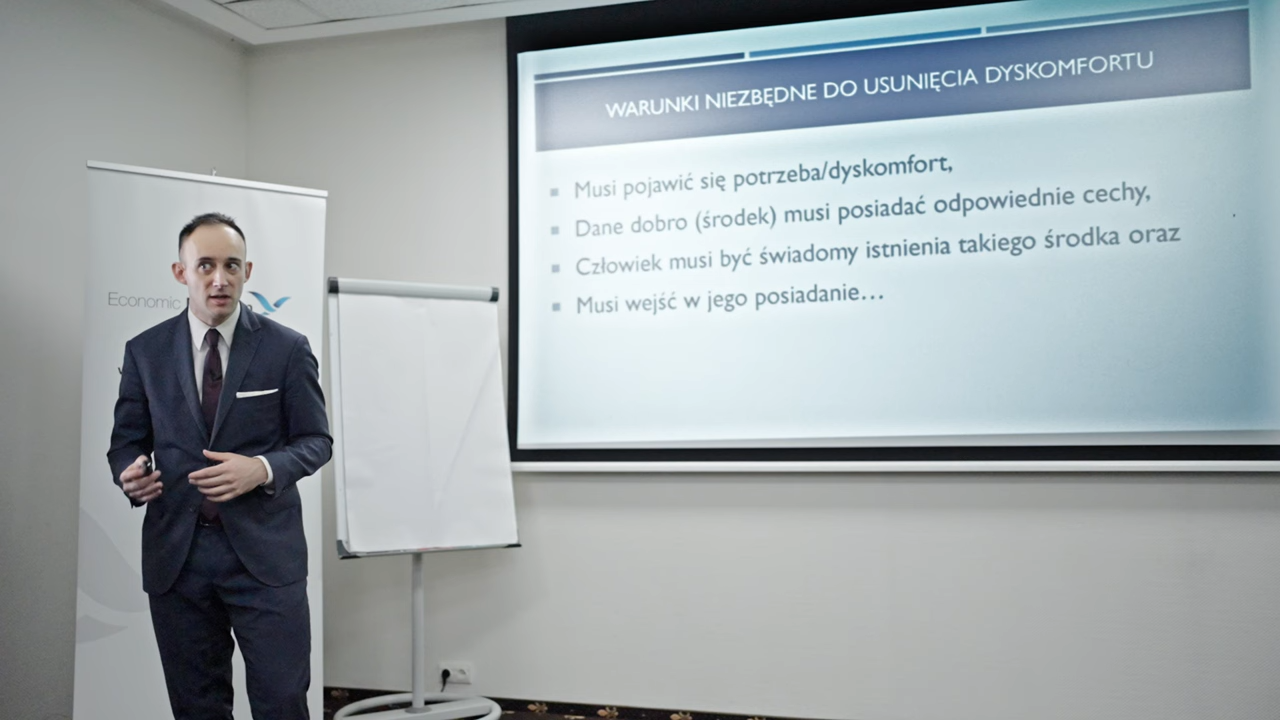 WARUNKI NIEZBĘDNE DO USUNIĘCIA DYSKOMFORTU
Musi pojawić się potrzeba/dyskomfort,
Dane dobro (środek) musi posiadać odpowiednie cechy,
Człowiek musi być świadomy istnienia takiego środka oraz
Musi wejść w jego posiadanie…
Economic